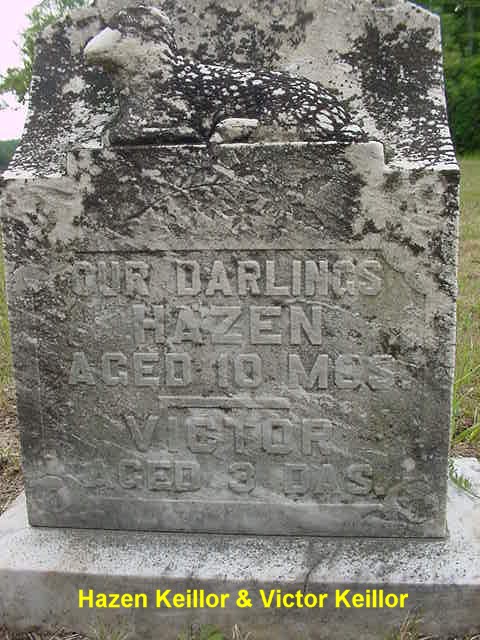 OUR DARLINGS
HAZEN
AGED 10 MOS.
VICTOR
AGED 3 DAS.
Hazen Keillor & Victor Keillor